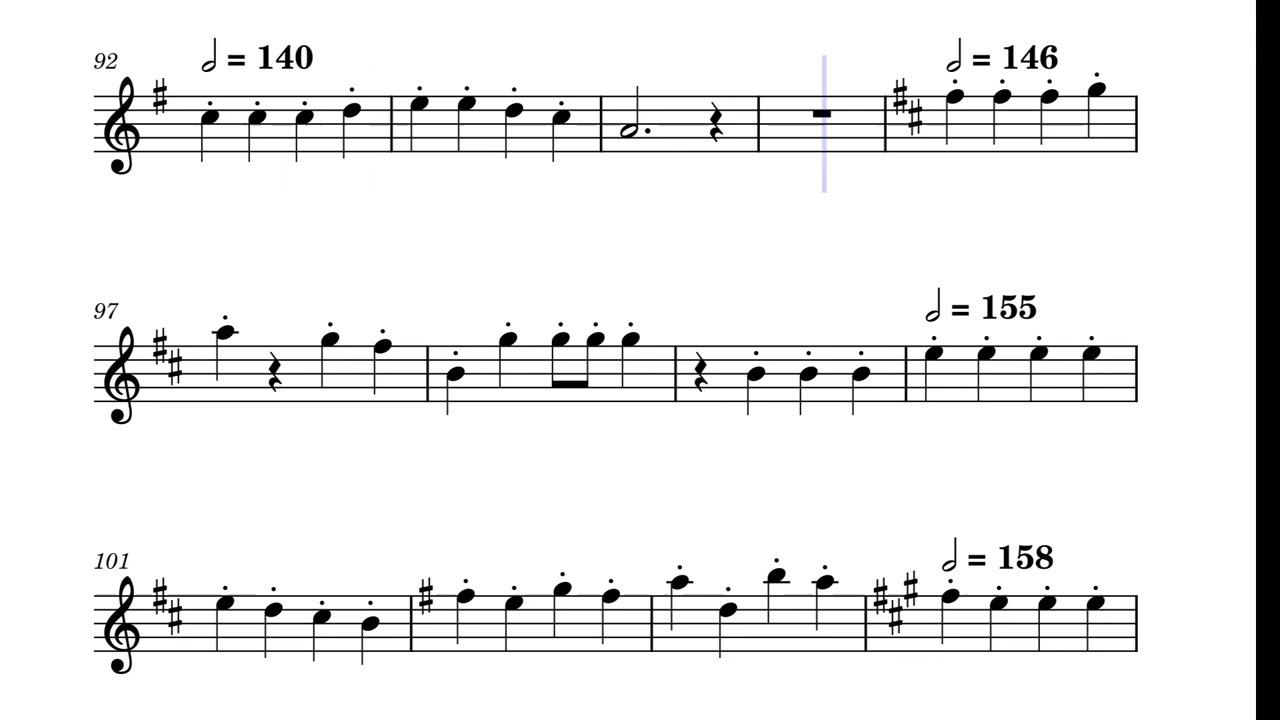 92 𝅗𝅥 = 140 𝅗𝅥 = 146
97 𝅗𝅥 = 155
101 𝅗𝅥 = 158